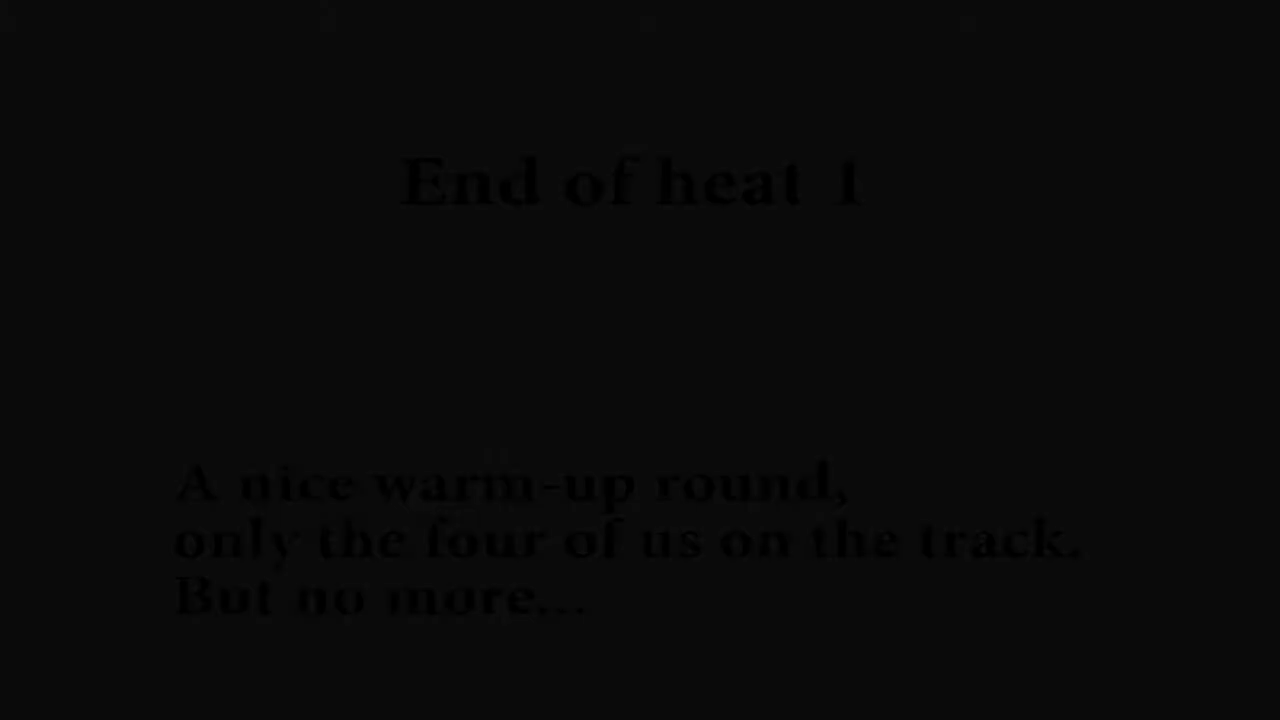 End of heat 1
A nice warm-up round,
only the four of us on the track.
But no more...